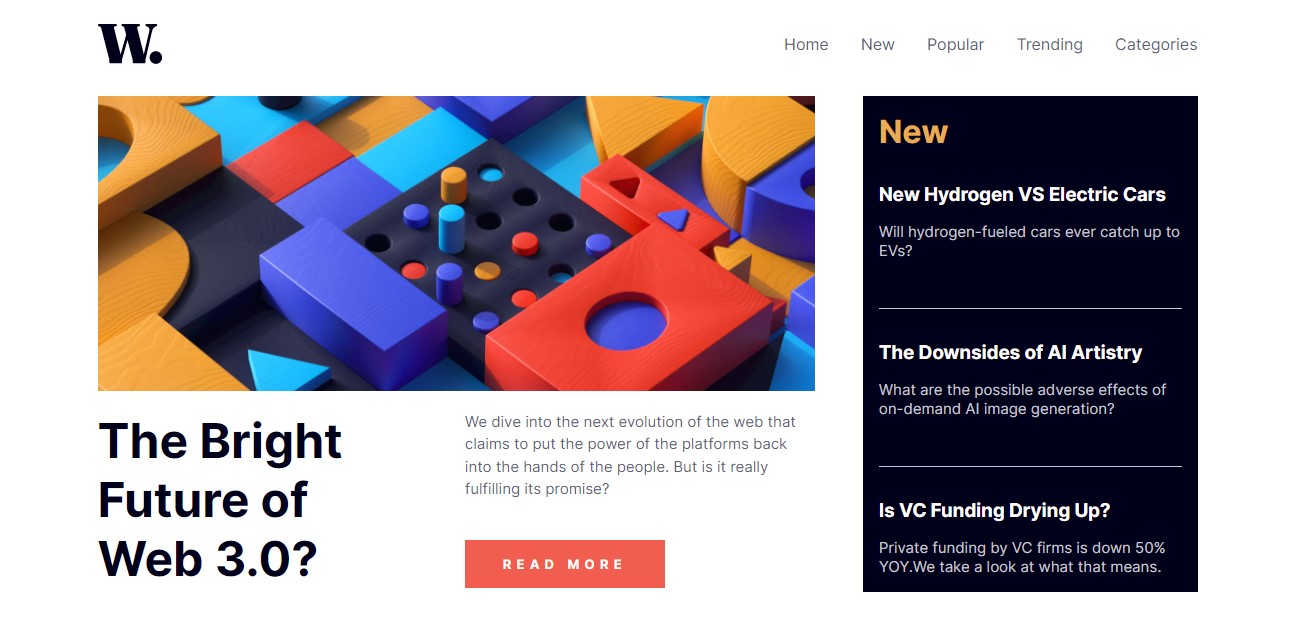 W.
Home New Popular Trending Categories
The Bright
Future of
Web 3.0?
We dive into the next evolution of the web that
claims to put the power of the platforms back
into the hands of the people. But is it really
fulfilling its promise?
READ MORE
New
New Hydrogen VS Electric Cars
Will hydrogen-fueled cars ever catch up to
EVs?
The Downsides of AI Artistry
What are the possible adverse effects of
on-demand AI image generation?
Is VC Funding Drying Up?
Private funding by VC firms is down 50%
YOY.We take a look at what that means.